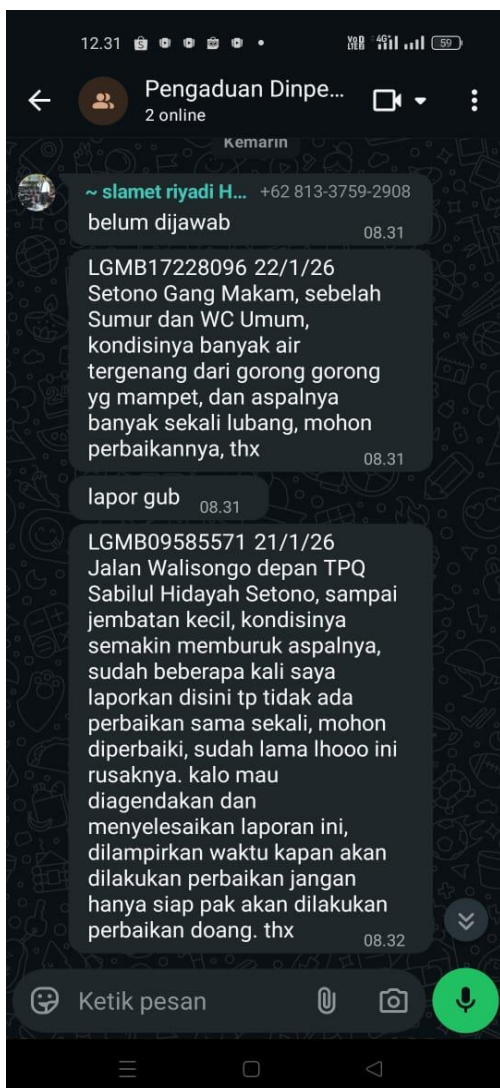 12.31
4G
59
Pengaduan Dinpe...
2 online
Kemarin
~ slamet riyadi H... +62 813-3759-2908
belum dijawab
08.31
LGMB17228096 22/1/26
Setono Gang Makam, sebelah
Sumur dan WC Umum,
kondisinya banyak air
tergenang dari gorong gorong
yg mampet, dan aspalnya
banyak sekali lubang, mohon
perbaikannya, thx
08.31
lapor gub 08.31
LGMB09585571 21/1/26
Jalan Walisongo depan TPQ
Sabilul Hidayah Setono, sampai
jembatan kecil, kondisinya
semakin memburuk aspalnya,
sudah beberapa kali saya
laporkan disini tp tidak ada
perbaikan sama sekali, mohon
diperbaiki, sudah lama lhooo ini
rusaknya. kalo mau
diagendakan dan
menyelesaikan laporan ini,
dilampirkan waktu kapan akan
dilakukan perbaikan jangan
hanya siap pak akan dilakukan
perbaikan doang. thx
08.32
Ketik pesan